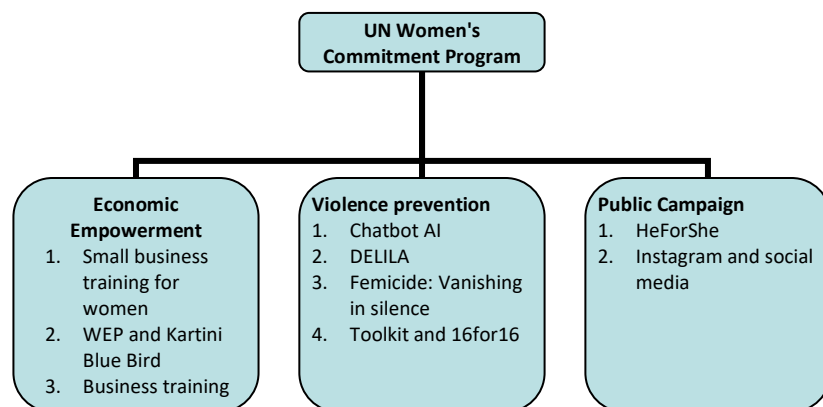 UN Women's
Commitment Program
Economic
Empowerment
1. Small business
training for
women
2. WEP and Kartini
Blue Bird
3. Business training
Violence prevention
1. Chatbot AI
2. DELILA
3. Femicide: Vanishing
in silence
4. Toolkit and 16for16
Public Campaign
1. HeForShe
2. Instagram and social
media